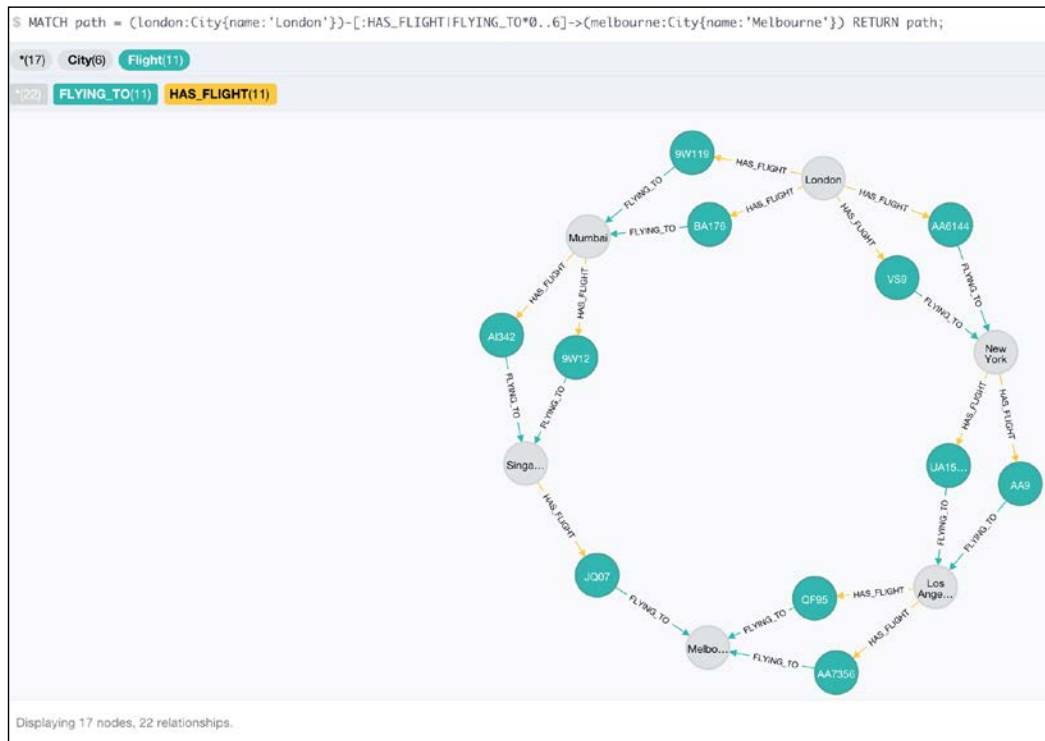 $ MATCH path = (london:City{name:'London'})-[:HAS_FLIGHT|FLYING_TO*0..6]->(melbourne:City{name:'Melbourne'}) RETURN path;
*(17) City(6) Flight(11)
*(22) FLYING_TO(11) HAS_FLIGHT(11)
9W119
HAS_FLIGHT
London
FLYING_TO
HAS_FLIGHT
HAS_FLIGHT
BA176
AA6144
Mumbai
FLYING_TO
HAS_FLIGHT
VS9
FLYING_TO
HAS_FLIGHT
HAS_FLIGHT
FLYING_TO
AI342
9W12
New
York
FLYING_TO
FLYING_TO
HAS_FLIGHT
HAS_FLIGHT
Singa...
UA15...
AA9
HAS_FLIGHT
FLYING_TO
FLYING_TO
JQ07
Los
Ange...
QF95
HAS_FLIGHT
FLYING_TO
FLYING_TO
HAS_FLIGHT
Melbo...
FLYING_TO
AA7356
Displaying 17 nodes, 22 relationships.